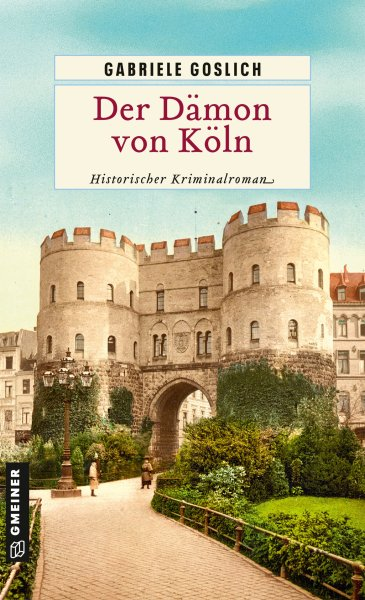 GABRIELE GOSLICH
Der Dämon
von Köln
Historischer Kriminalroman
GMEINER